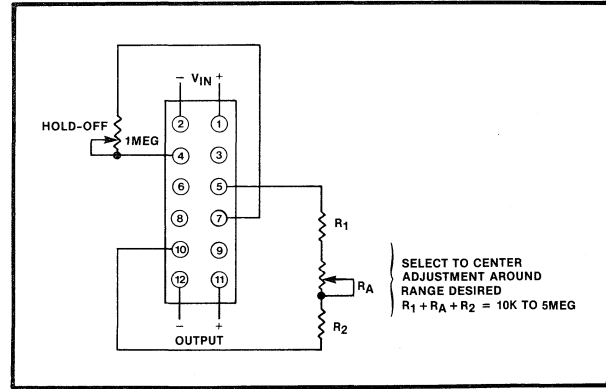 − VIN +
HOLD-OFF
1MEG
2 1
4 3
6 5
8 7
10 9
12 11
− +
OUTPUT
R1
RA
R2
SELECT TO CENTER
ADJUSTMENT AROUND
RANGE DESIRED
R1 + RA + R2 = 10K TO 5MEG